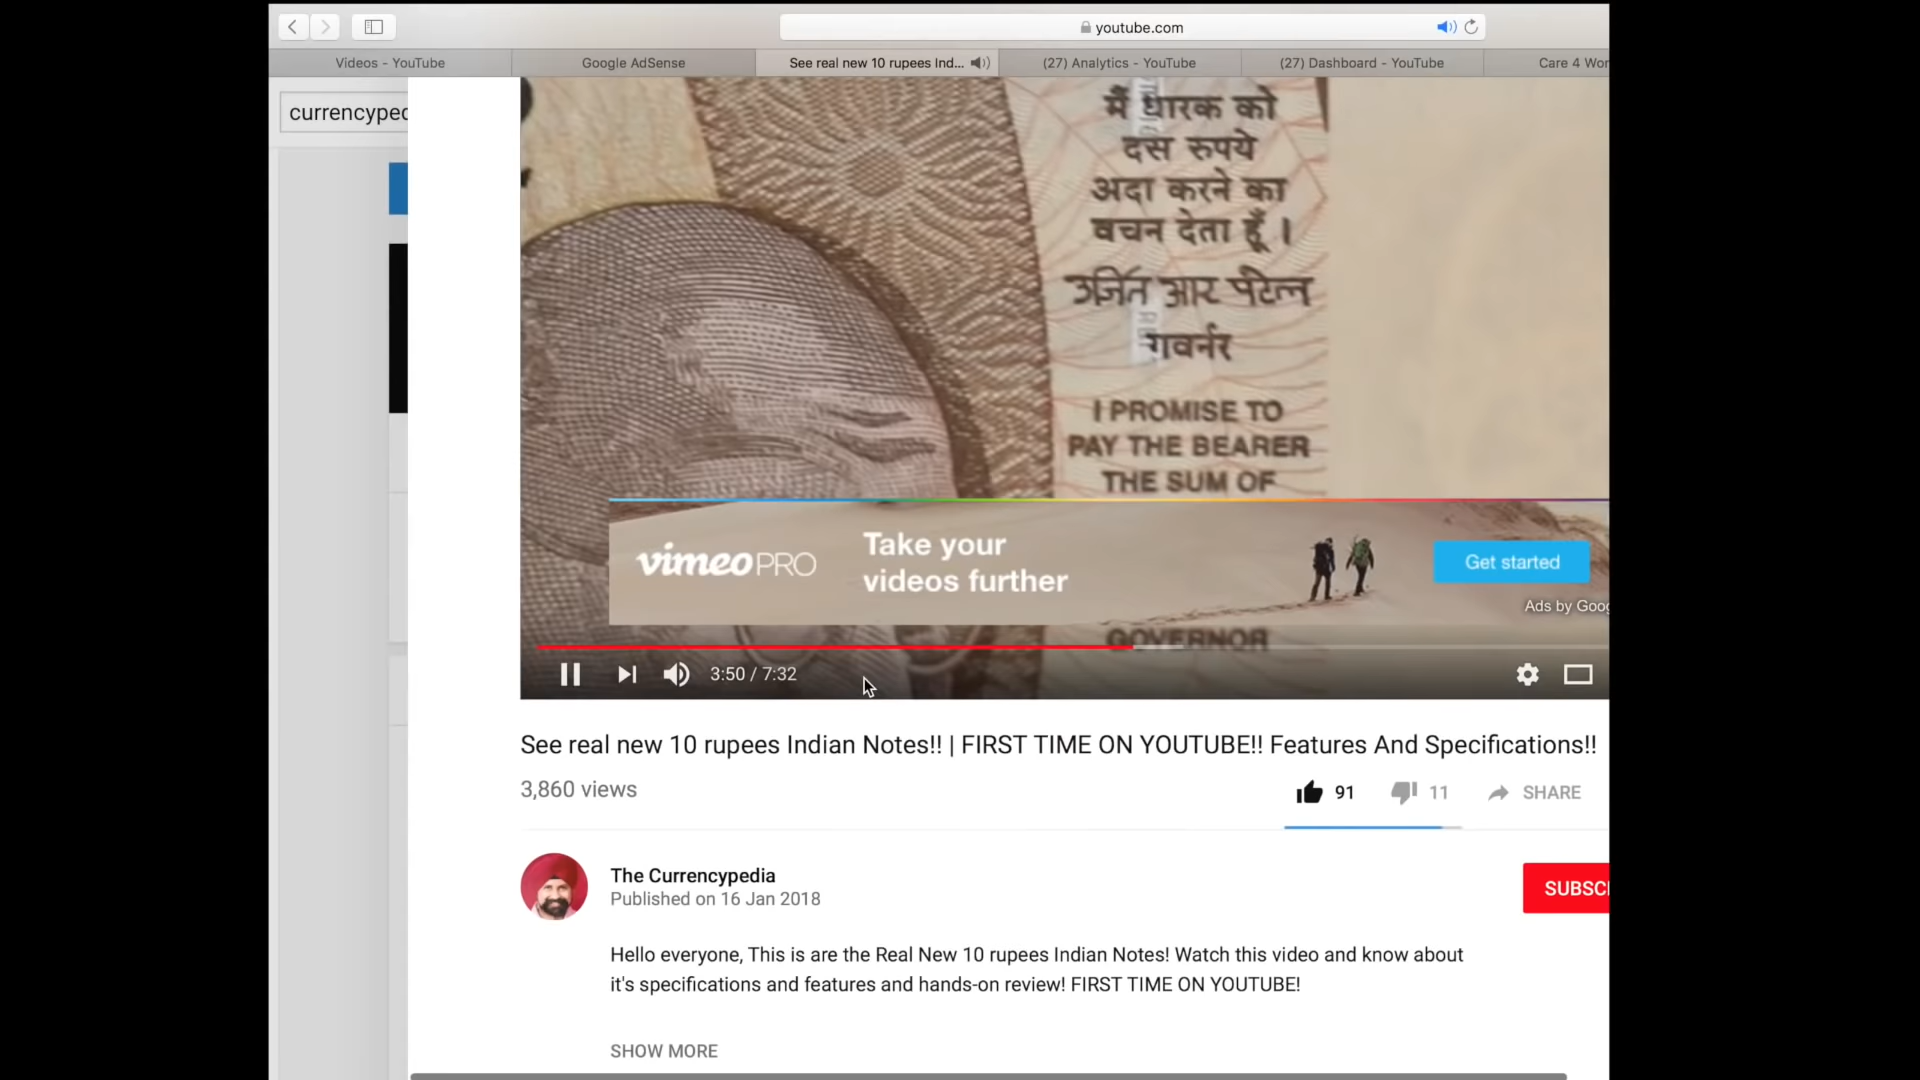 youtube.com
Videos - YouTube
Google AdSense
See real new 10 rupees Ind...
(27) Analytics - YouTube
(27) Dashboard - YouTube
Care 4 Wor
currencyped
मैं धारक को
दस रुपये
अदा करने का
वचन देता हूँ ।
उर्जित आर पटेल
गवर्नर
I PROMISE TO
PAY THE BEARER
THE SUM OF
vimeo PRO
Take your
videos further
Get started
Ads by Goog
GOVERNOR
3:50 / 7:32
See real new 10 rupees Indian Notes!! | FIRST TIME ON YOUTUBE!! Features And Specifications!!
3,860 views
91
11
SHARE
The Currencypedia
Published on 16 Jan 2018
SUBSC
Hello everyone, This is are the Real New 10 rupees Indian Notes! Watch this video and know about
it's specifications and features and hands-on review! FIRST TIME ON YOUTUBE!
SHOW MORE